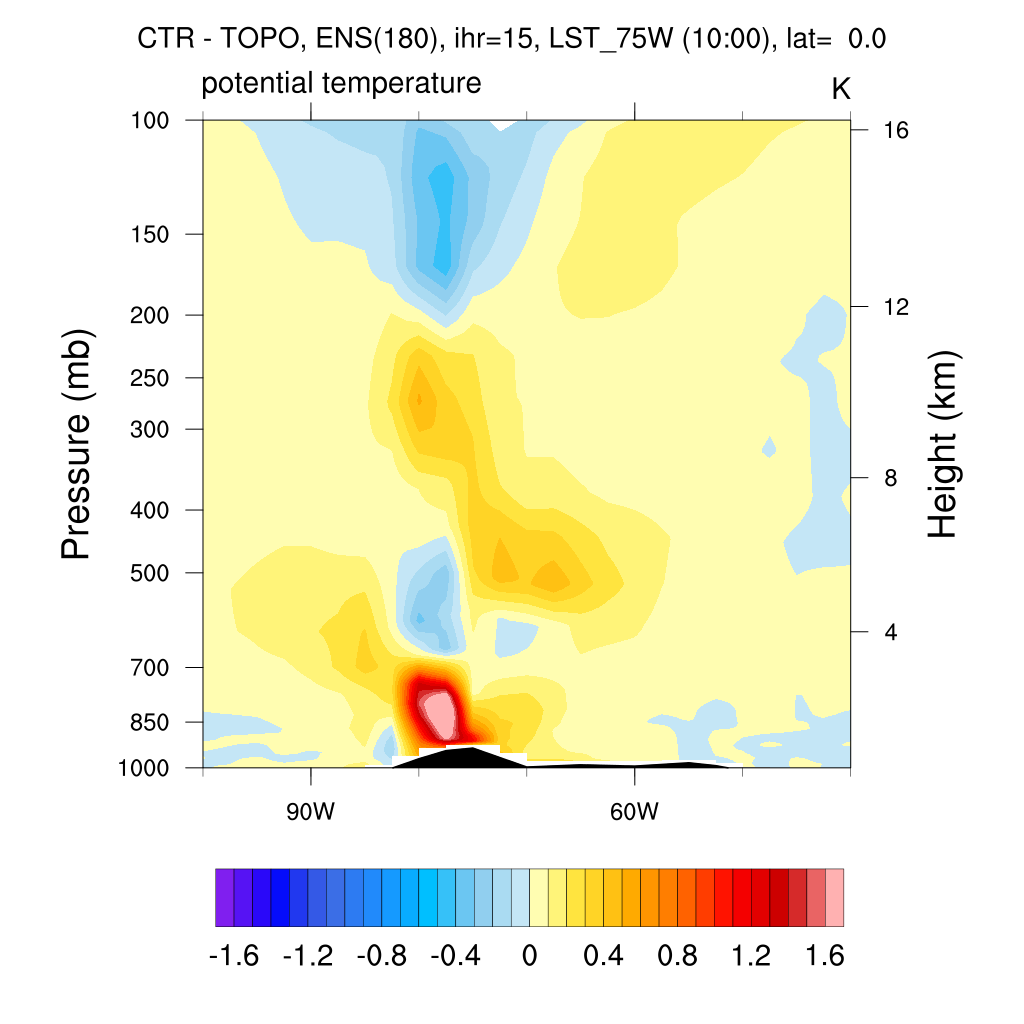 CTR - TOPO, ENS(180), ihr=15, LST_75W (10:00), lat=  0.0
potential temperature K
100
150
200
250
300
400
500
700
850
1000
Pressure (mb)
16
12
8
4
Height (km)
90W 60W
-1.6 -1.2 -0.8 -0.4 0 0.4 0.8 1.2 1.6